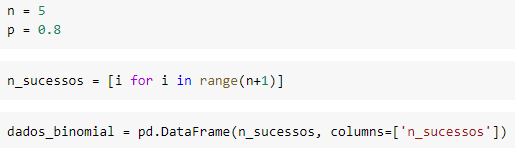 n = 5
p = 0.8
n_sucessos = [i for i in range(n+1)]
dados_binomial = pd.DataFrame(n_sucessos, columns=['n_sucessos'])